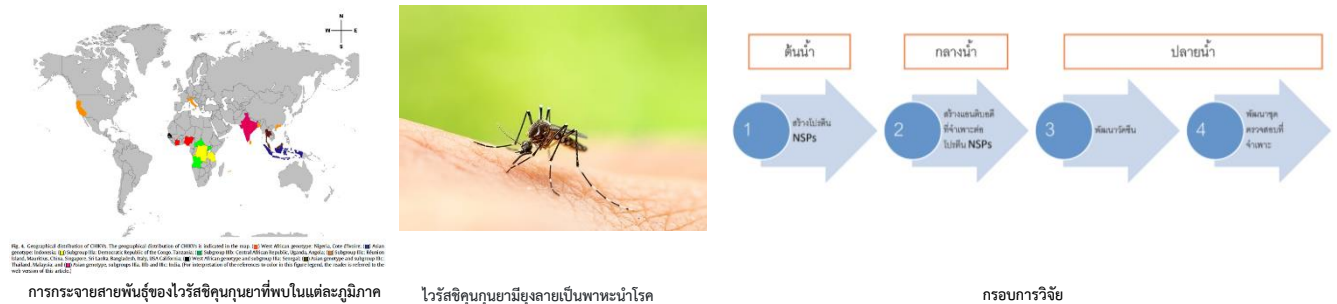 N
W
E
S
Fig. 4. Geographical distribution of CHIKVs. The geographical distribution of CHIKVs is indicated in the map. West African genotype: Nigeria, Cote d'Ivoire; Asian
genotype: Indonesia; Subgroup IIIa: Democratic Republic of the Congo, Tanzania; Subgroup IIIb: Central African Republic, Uganda, Angola; Subgroup IIIc: Réunion
Island, Mauritius, China, Singapore, Sri Lanka, Bangladesh, Italy, USA California; West African genotype and subgroup IIIa: Senegal; Asian genotype and subgroup IIIc:
Thailand, Malaysia; and Asian genotype, subgroups IIIa, IIIb and IIIc: India. (For interpretation of the references to color in this figure legend, the reader is referred to the
web version of this article.)
การกระจายสายพันธุ์ของไวรัสชิคุนกุนยาที่พบในแต่ละภูมิภาค
ไวรัสชิคุนกุนยามียุงลายเป็นพาหะนำโรค
ต้นน้ำ
กลางน้ำ
ปลายน้ำ
1
สร้างโปรตีน
NSPs
2
สร้างแอนติบอดี
ที่จำเพาะต่อ
โปรตีน NSPs
3
พัฒนาวัคซีน
4
พัฒนาชุด
ตรวจสอบที่
จำเพาะ
กรอบการวิจัย